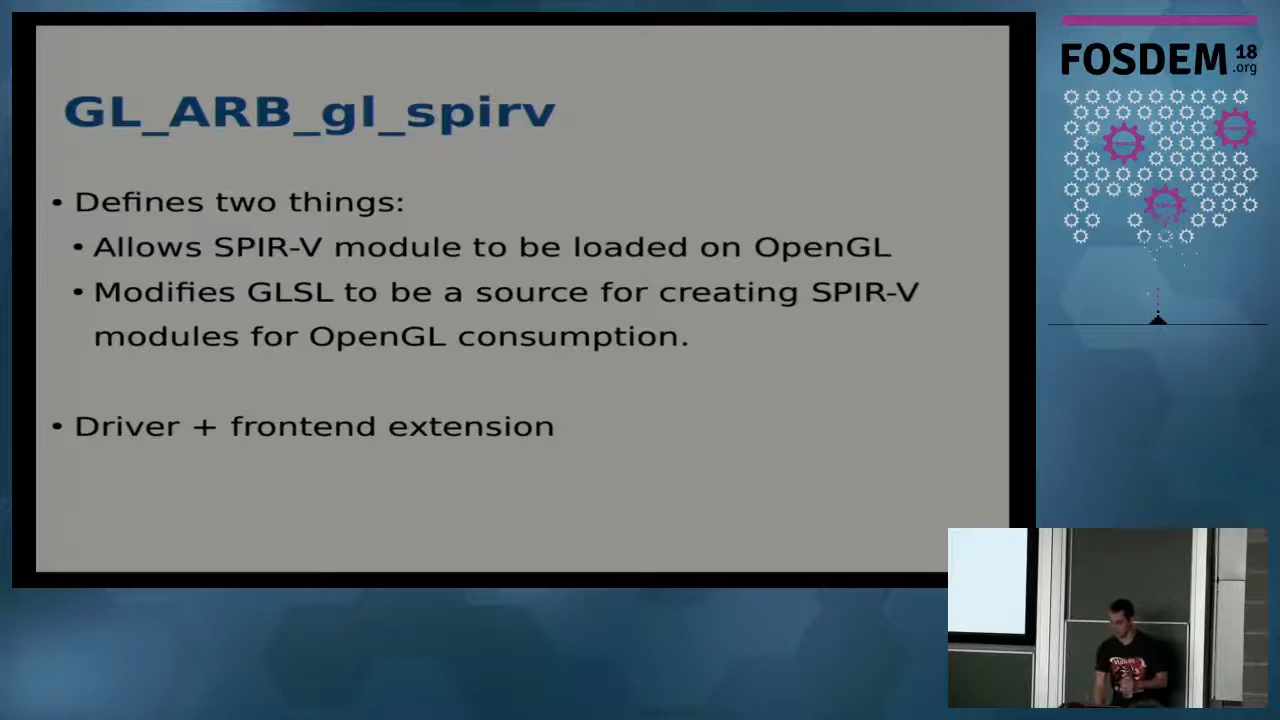 GL_ARB_gl_spirv
• Defines two things:
• Allows SPIR-V module to be loaded on OpenGL
• Modifies GLSL to be a source for creating SPIR-V
modules for OpenGL consumption.
• Driver + frontend extension
FOSDEM 18
.org